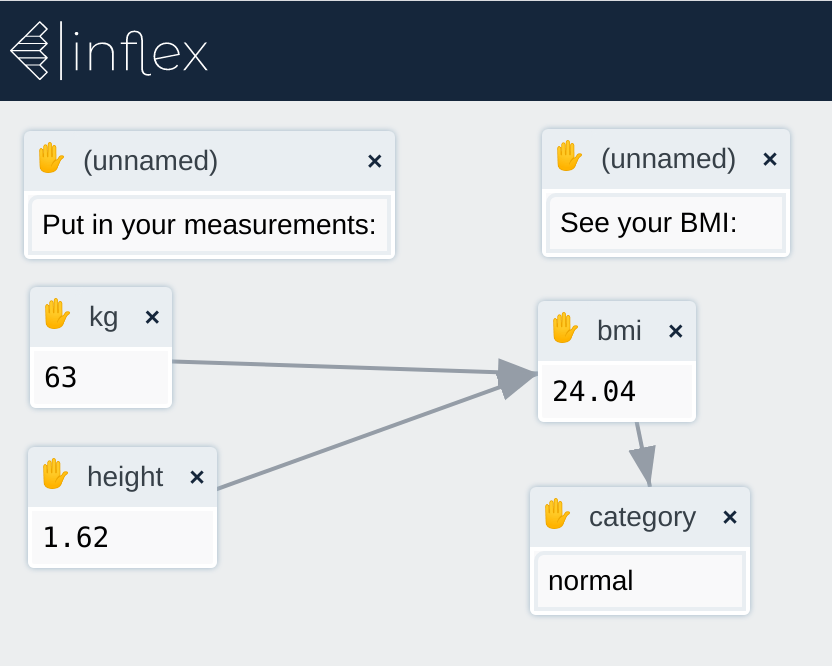 inflex
(unnamed) ×
Put in your measurements:
(unnamed) ×
See your BMI:
kg ×
63
bmi ×
24.04
height ×
1.62
category ×
normal